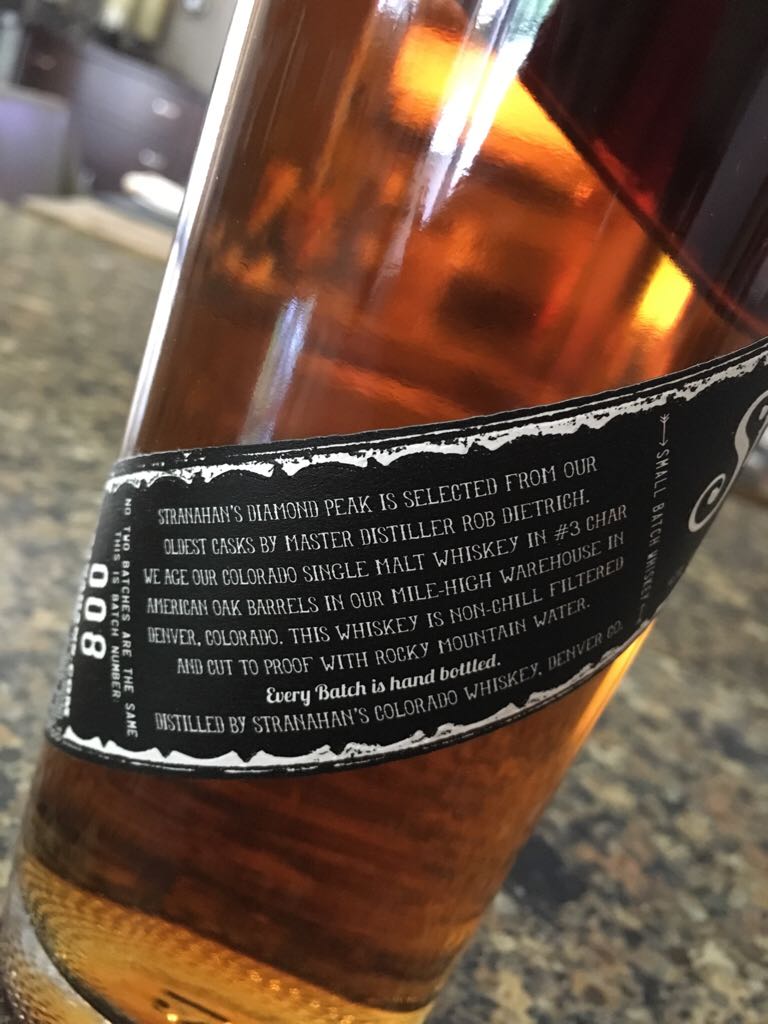 STRANAHAN'S DIAMOND PEAK IS SELECTED FROM OUR
OLDEST CASKS BY MASTER DISTILLER ROB DIETRICH.
WE AGE OUR COLORADO SINGLE MALT WHISKEY IN #3 CHAR
AMERICAN OAK BARRELS IN OUR MILE-HIGH WAREHOUSE IN
DENVER, COLORADO. THIS WHISKEY IS NON-CHILL FILTERED
AND CUT TO PROOF WITH ROCKY MOUNTAIN WATER.
Every Batch is hand bottled.
DISTILLED BY STRANAHAN'S COLORADO WHISKEY, DENVER CO.
NO TWO BATCHES ARE THE SAME
THIS IS BATCH NUMBER:
008
SMALL BATCH WHISKEY